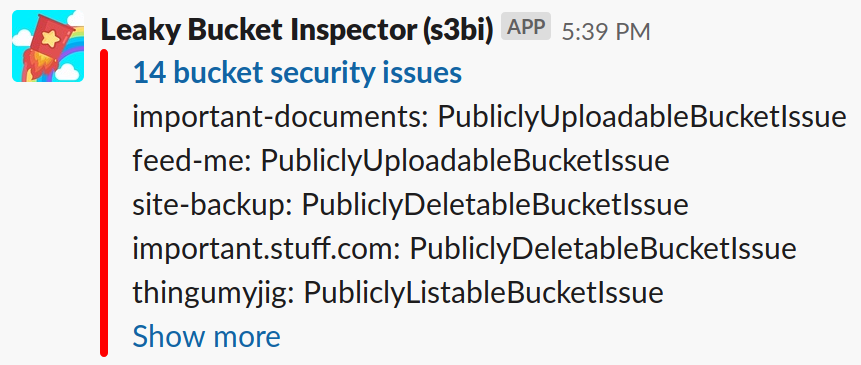 Leaky Bucket Inspector (s3bi) APP 5:39 PM
14 bucket security issues
important-documents: PubliclyUploadableBucketIssue
feed-me: PubliclyUploadableBucketIssue
site-backup: PubliclyDeletableBucketIssue
important.stuff.com: PubliclyDeletableBucketIssue
thingumyjig: PubliclyListableBucketIssue
Show more